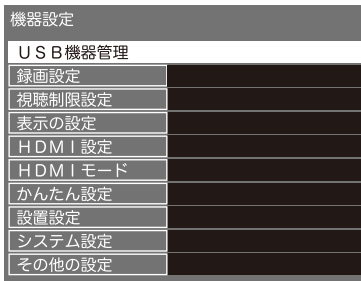 機器設定
ＵＳＢ機器管理
録画設定
視聴制限設定
表示の設定
ＨＤＭＩ設定
ＨＤＭＩモード
かんたん設定
設置設定
システム設定
その他の設定